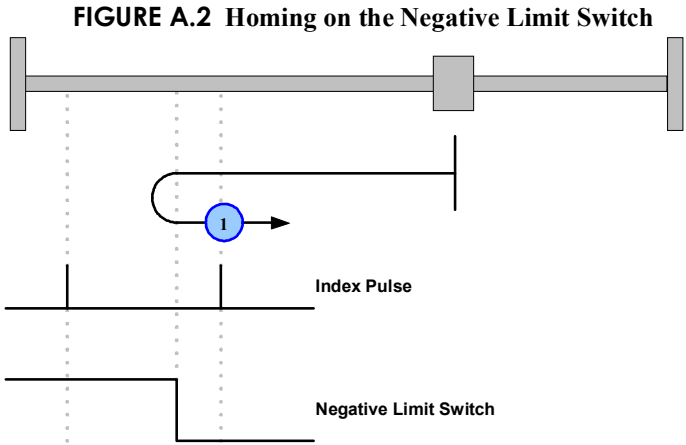 FIGURE A.2 Homing on the Negative Limit Switch
1
Index Pulse
Negative Limit Switch